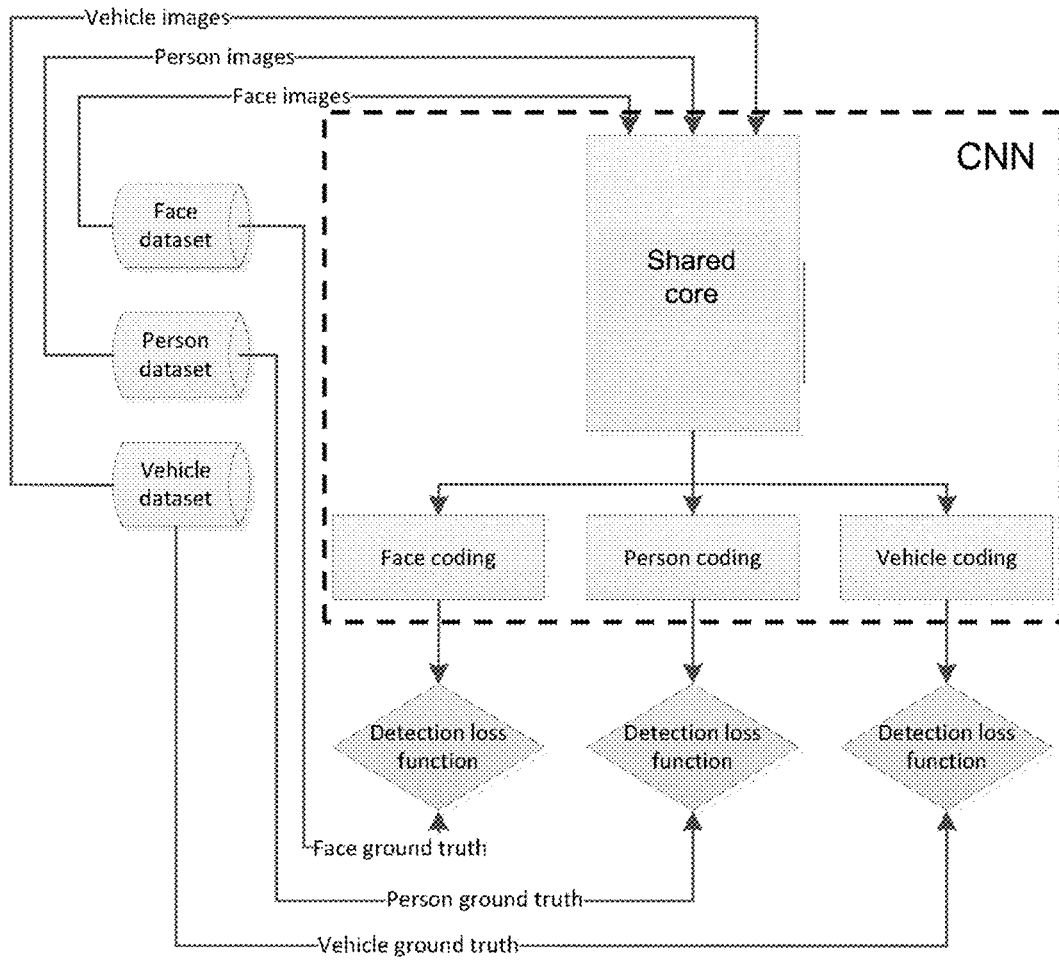 Vehicle images
Person images
Face images
CNN
Face
dataset
Shared
core
Person
dataset
Vehicle
dataset
Face coding
Person coding
Vehicle coding
Detection loss
function
Detection loss
function
Detection loss
function
Face ground truth
Person ground truth
Vehicle ground truth